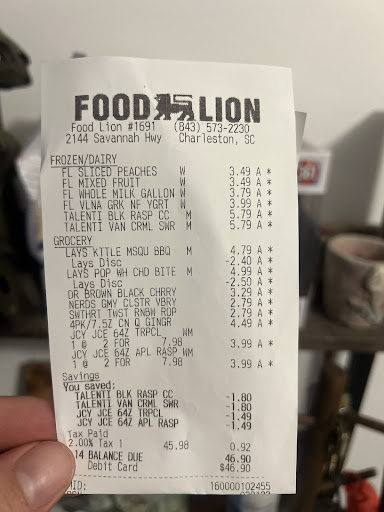 FOOD LION
Food Lion #1691 (843) 573-2230
2144 Savannah Hwy Charleston, SC
FROZEN/DAIRY
FL SLICED PEACHES W 3.49 A *
FL MIXED FRUIT W 3.49 A *
FL WHOLE MILK GALLON W 3.79 A *
FL VLNA GRK NF YGRT W 3.99 A *
TALENTI BLK RASP CC M 5.79 A *
TALENTI VAN CRML SWR M 5.79 A *
GROCERY
LAYS KTTLE MSQU BBQ M 4.79 A *
Lays Disc -2.40 A *
LAYS POP WH CHD BITE M 4.99 A *
Lays Disc -2.50 A *
DR BROWN BLACK CHRRY 3.29 A *
NERDS GMY CLSTR VBRY 2.79 A *
SWTHRT TWST RNBW ROP 2.79 A *
4PK/7.5Z CN Q GINGR 4.49 A *
JCY JCE 64Z TRPCL WM
1 @ 2 FOR 7.98 3.99 A *
JCY JCE 64Z APL RASP WM
1 @ 2 FOR 7.98 3.99 A *
Savings
You saved:
TALENTI BLK RASP CC -1.80
TALENTI VAN CRML SWR -1.80
JCY JCE 64Z TRPCL -1.49
JCY JCE 64Z APL RASP -1.49
Tax Paid
2.00% Tax 1 45.98 0.92
14 BALANCE DUE 46.90
Debit Card $46.90
MID: 160000102455